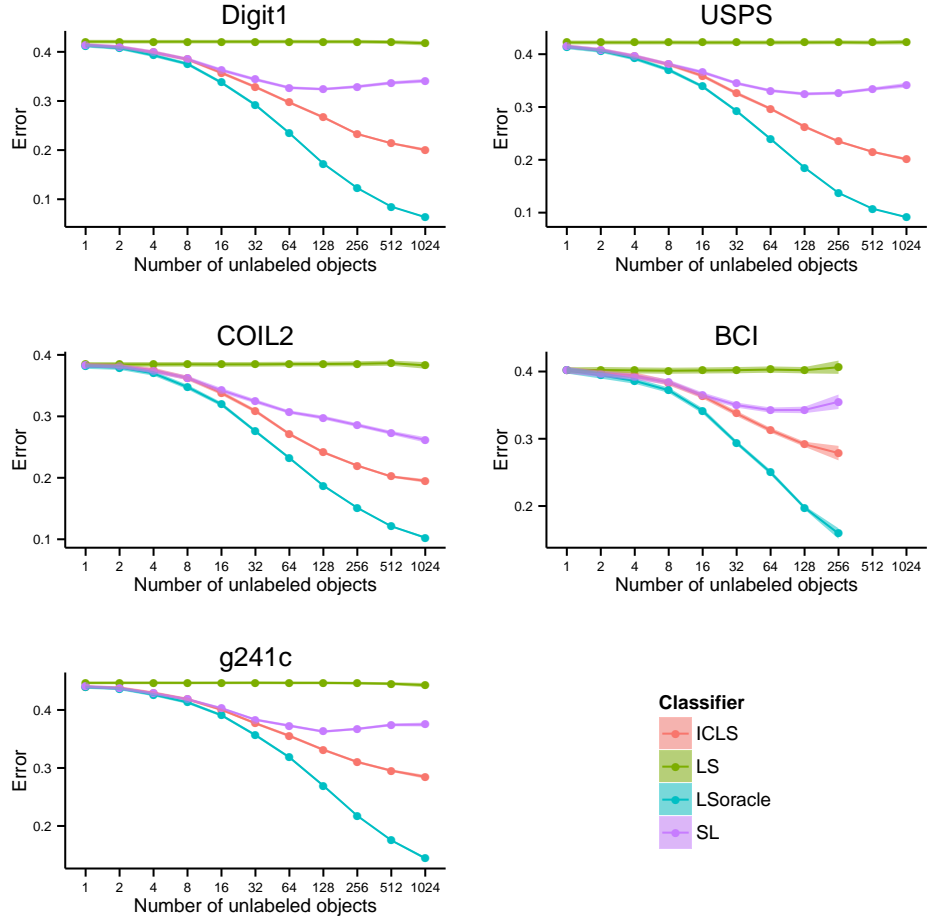 Digit1
Error
0.4
0.3
0.2
0.1
1 2 4 8 16 32 64 128 256 512 1024
Number of unlabeled objects
USPS
Error
0.4
0.3
0.2
0.1
1 2 4 8 16 32 64 128 256 512 1024
Number of unlabeled objects
COIL2
Error
0.4
0.3
0.2
0.1
1 2 4 8 16 32 64 128 256 512 1024
Number of unlabeled objects
BCI
Error
0.4
0.3
0.2
1 2 4 8 16 32 64 128 256 512 1024
Number of unlabeled objects
g241c
Error
0.4
0.3
0.2
1 2 4 8 16 32 64 128 256 512 1024
Number of unlabeled objects
Classifier
ICLS
LS
LSoracle
SL